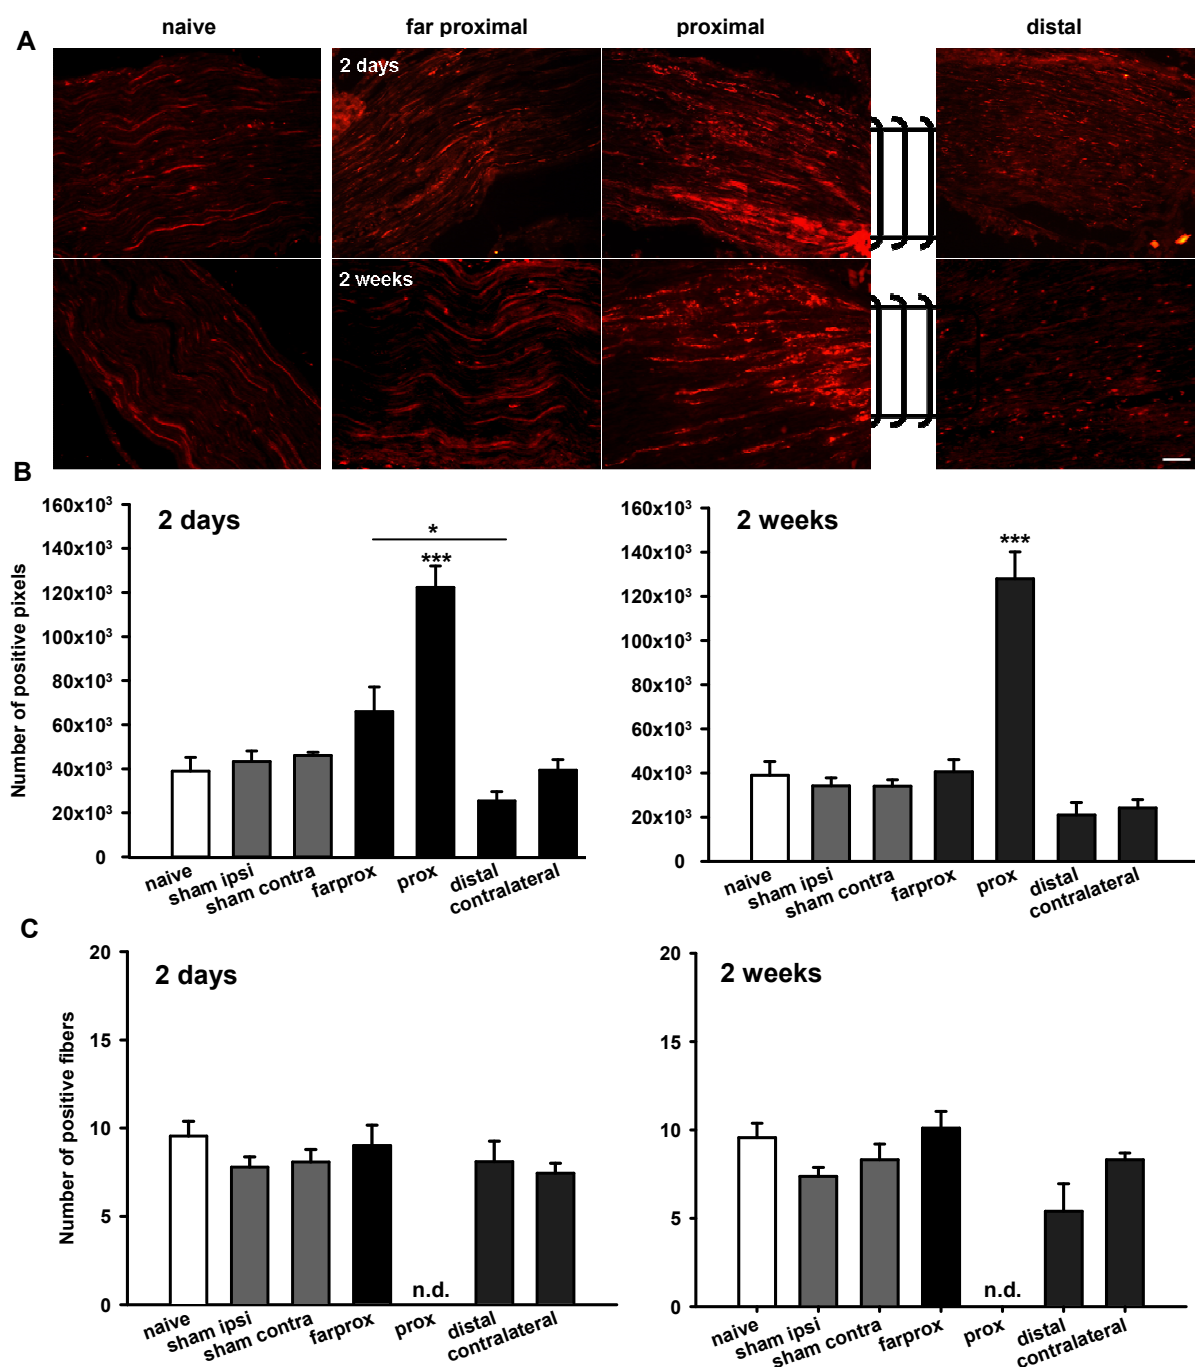 A
naive
far proximal
proximal
distal
2 days
2 weeks
B
Number of positive pixels
160x10³
140x10³
120x10³
100x10³
80x10³
60x10³
40x10³
20x10³
0
2 days
*
***
naive
sham ipsi
sham contra
farprox
prox
distal
contralateral
160x10³
140x10³
120x10³
100x10³
80x10³
60x10³
40x10³
20x10³
0
2 weeks
***
naive
sham ipsi
sham contra
farprox
prox
distal
contralateral
C
Number of positive fibers
20
15
10
5
0
2 days
n.d.
naive
sham ipsi
sham contra
farprox
prox
distal
contralateral
20
15
10
5
0
2 weeks
n.d.
naive
sham ipsi
sham contra
farprox
prox
distal
contralateral